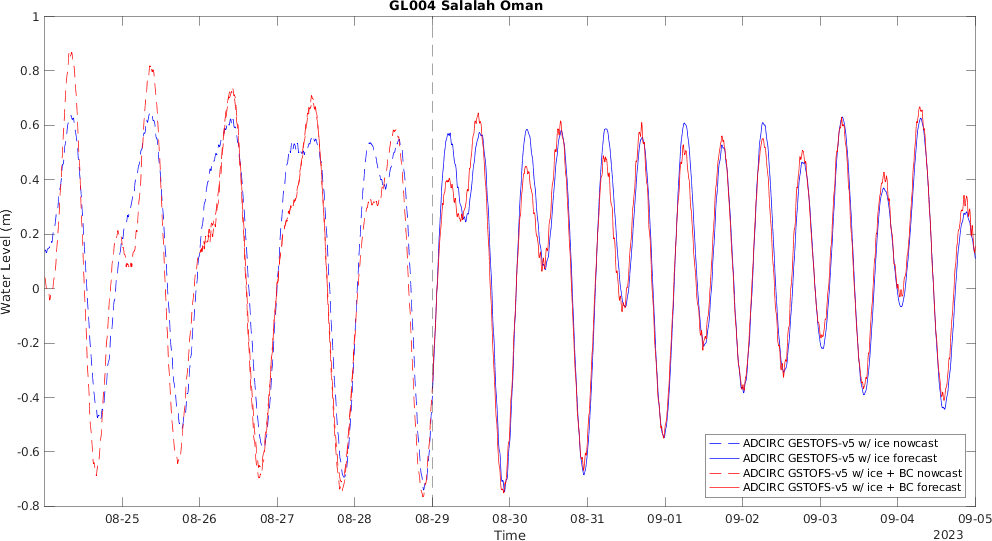 GL004 Salalah Oman
1
0.8
0.6
0.4
0.2
0
-0.2
-0.4
-0.6
-0.8
Water Level (m)
08-25 08-26 08-27 08-28 08-29 08-30 08-31 09-01 09-02 09-03 09-04 09-05
Time
2023
ADCIRC GESTOFS-v5 w/ ice nowcast
ADCIRC GESTOFS-v5 w/ ice forecast
ADCIRC GSTOFS-v5 w/ ice + BC nowcast
ADCIRC GSTOFS-v5 w/ ice + BC forecast